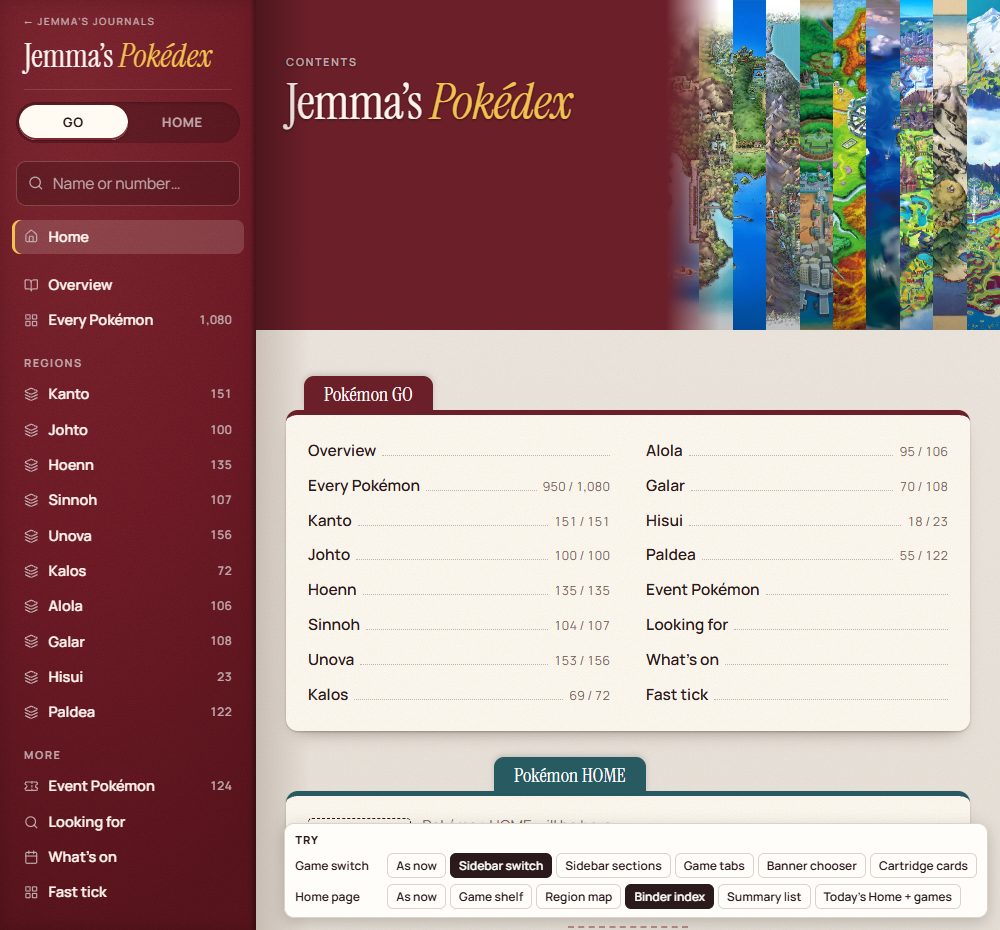 ← JEMMA'S JOURNALS
Jemma's Pokédex
GO HOME
Name or number...
Home
Overview
Every Pokémon 1,080
REGIONS
Kanto 151
Johto 100
Hoenn 135
Sinnoh 107
Unova 156
Kalos 72
Alola 106
Galar 108
Hisui 23
Paldea 122
MORE
Event Pokémon 124
Looking for
What's on
Fast tick
CONTENTS
Jemma's Pokédex
Pokémon GO
Overview
Every Pokémon 950 / 1,080
Kanto 151 / 151
Johto 100 / 100
Hoenn 135 / 135
Sinnoh 104 / 107
Unova 153 / 156
Kalos 69 / 72
Alola 95 / 106
Galar 70 / 108
Hisui 18 / 23
Paldea 55 / 122
Event Pokémon
Looking for
What's on
Fast tick
Pokémon HOME
TRY
Game switch As now Sidebar switch Sidebar sections Game tabs Banner chooser Cartridge cards
Home page As now Game shelf Region map Binder index Summary list Today's Home + games